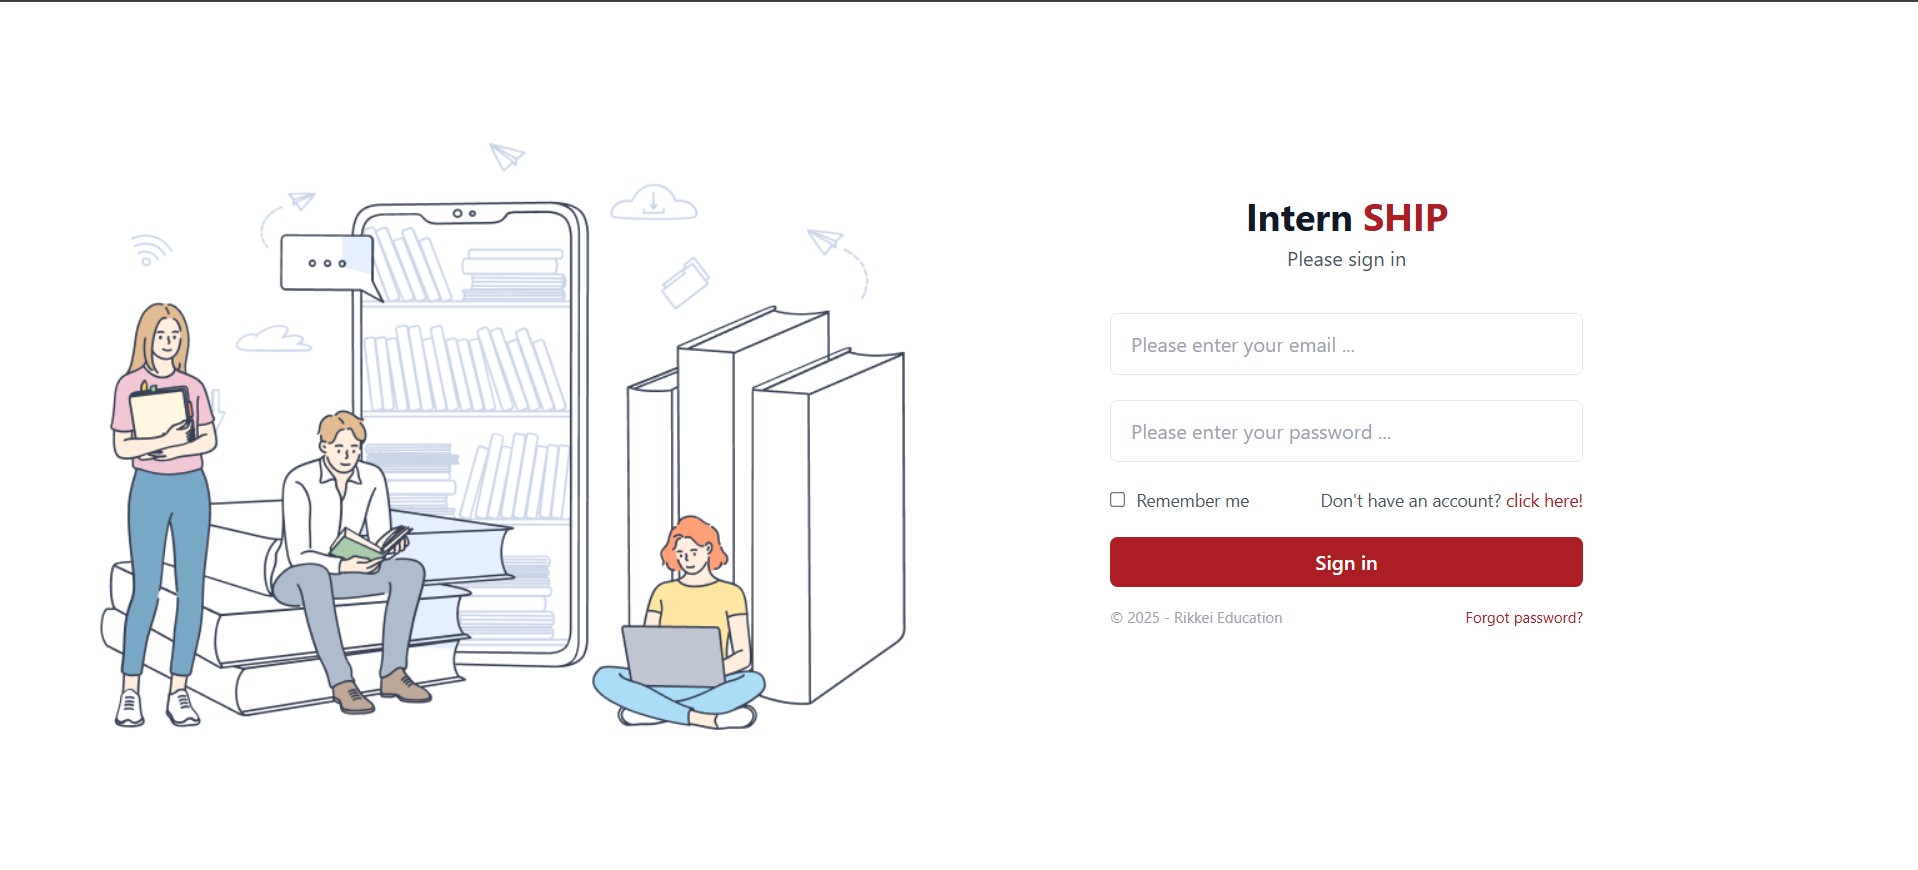 Intern SHIP
Please sign in
Please enter your email ...
Please enter your password ...
Remember me
Don't have an account? click here!
Sign in
© 2025 - Rikkei Education
Forgot password?